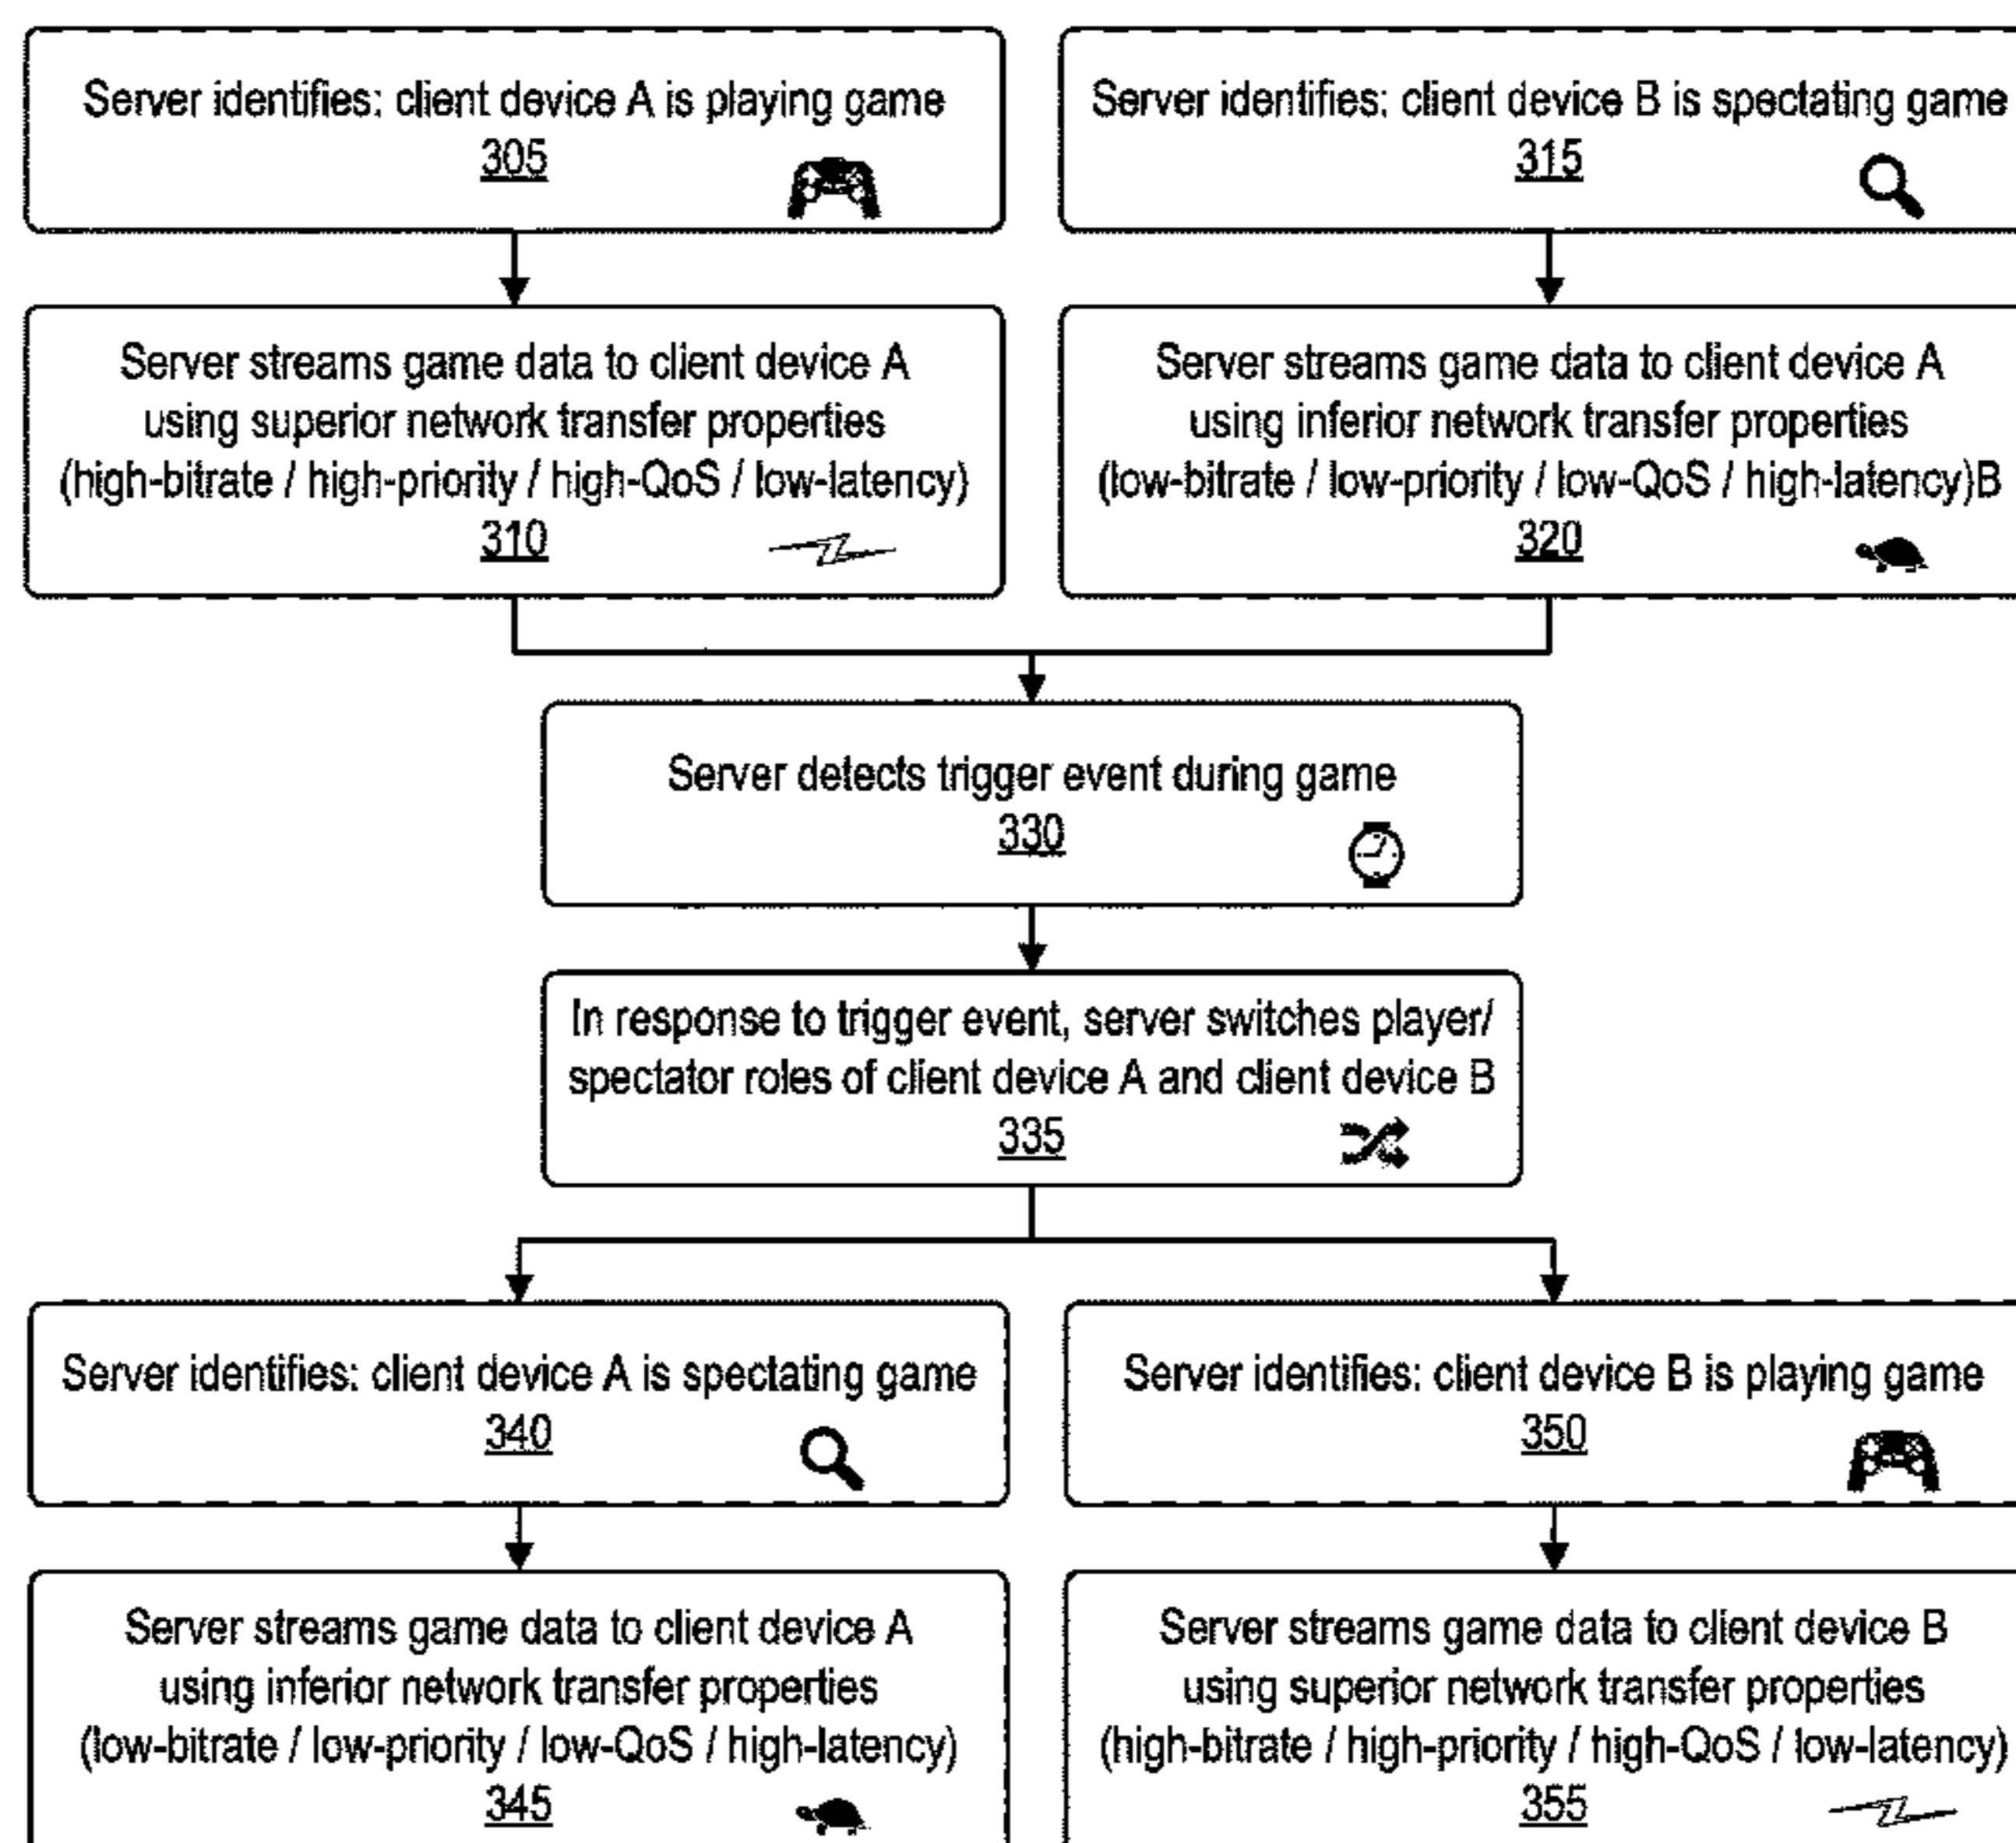 Server identifies: client device A is playing game
305
Server identifies: client device B is spectating game
315
Server streams game data to client device A
using superior network transfer properties
(high-bitrate / high-priority / high-QoS / low-latency)
310
Server streams game data to client device A
using inferior network transfer properties
(low-bitrate / low-priority / low-QoS / high-latency)B
320
Server detects trigger event during game
330
In response to trigger event, server switches player/
spectator roles of client device A and client device B
335
Server identifies: client device A is spectating game
340
Server identifies: client device B is playing game
350
Server streams game data to client device A
using inferior network transfer properties
(low-bitrate / low-priority / low-QoS / high-latency)
345
Server streams game data to client device B
using superior network transfer properties
(high-bitrate / high-priority / high-QoS / low-latency)
355